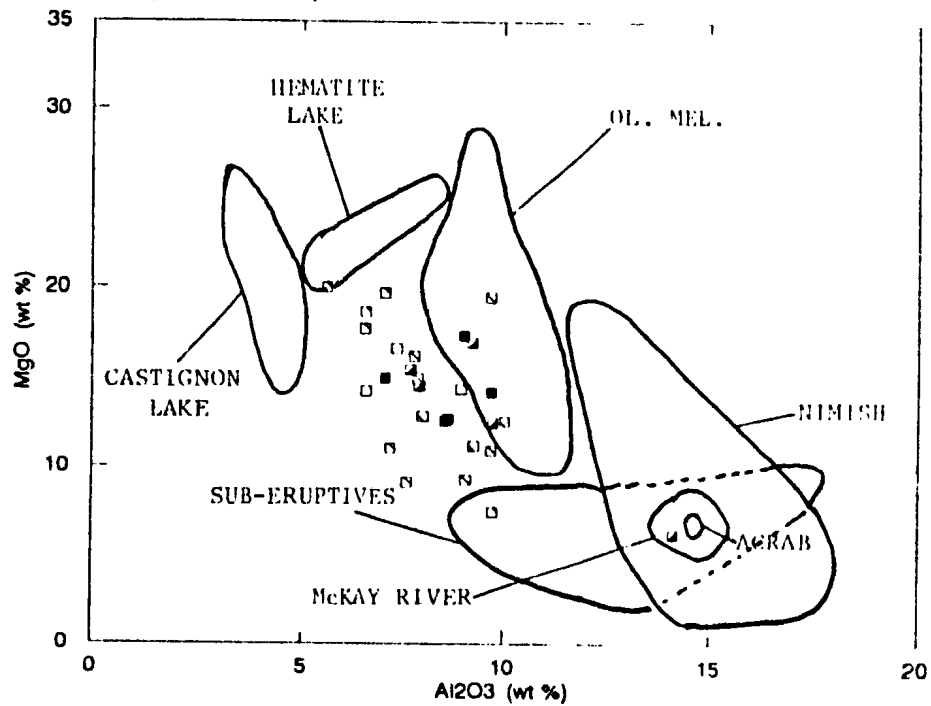 35
30
20
10
0
MgO (wt %)
HEMATITE
LAKE
OL. MEL.
CASTIGNON
LAKE
NIMISH
SUB-ERUPTIVES
AGRAB
McKAY RIVER
0
5
10
15
20
Al2O3 (wt %)